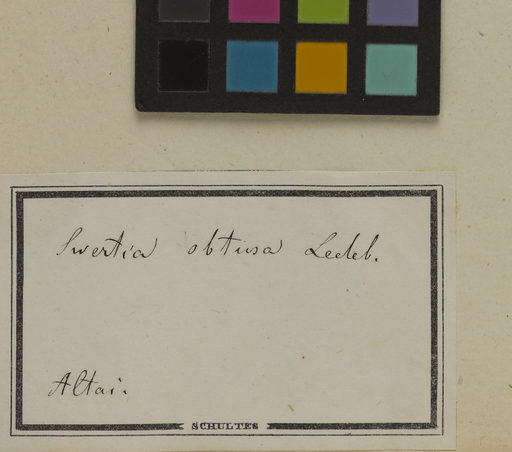 Swertia obtusa Ledeb.
Altai.
SCHULTES